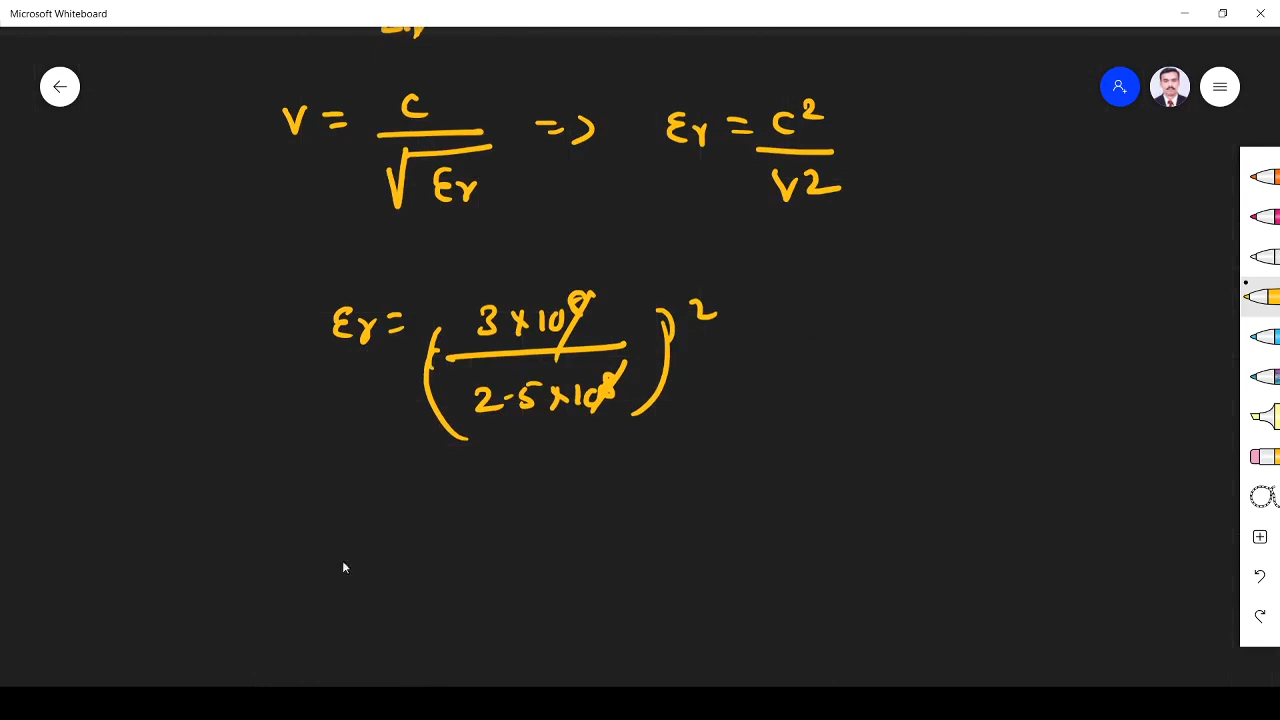 Microsoft Whiteboard
v = c / √εr => εr = c² / v2
εr = ( 3 × 10⁸ / 2.5 × 10⁸ )²